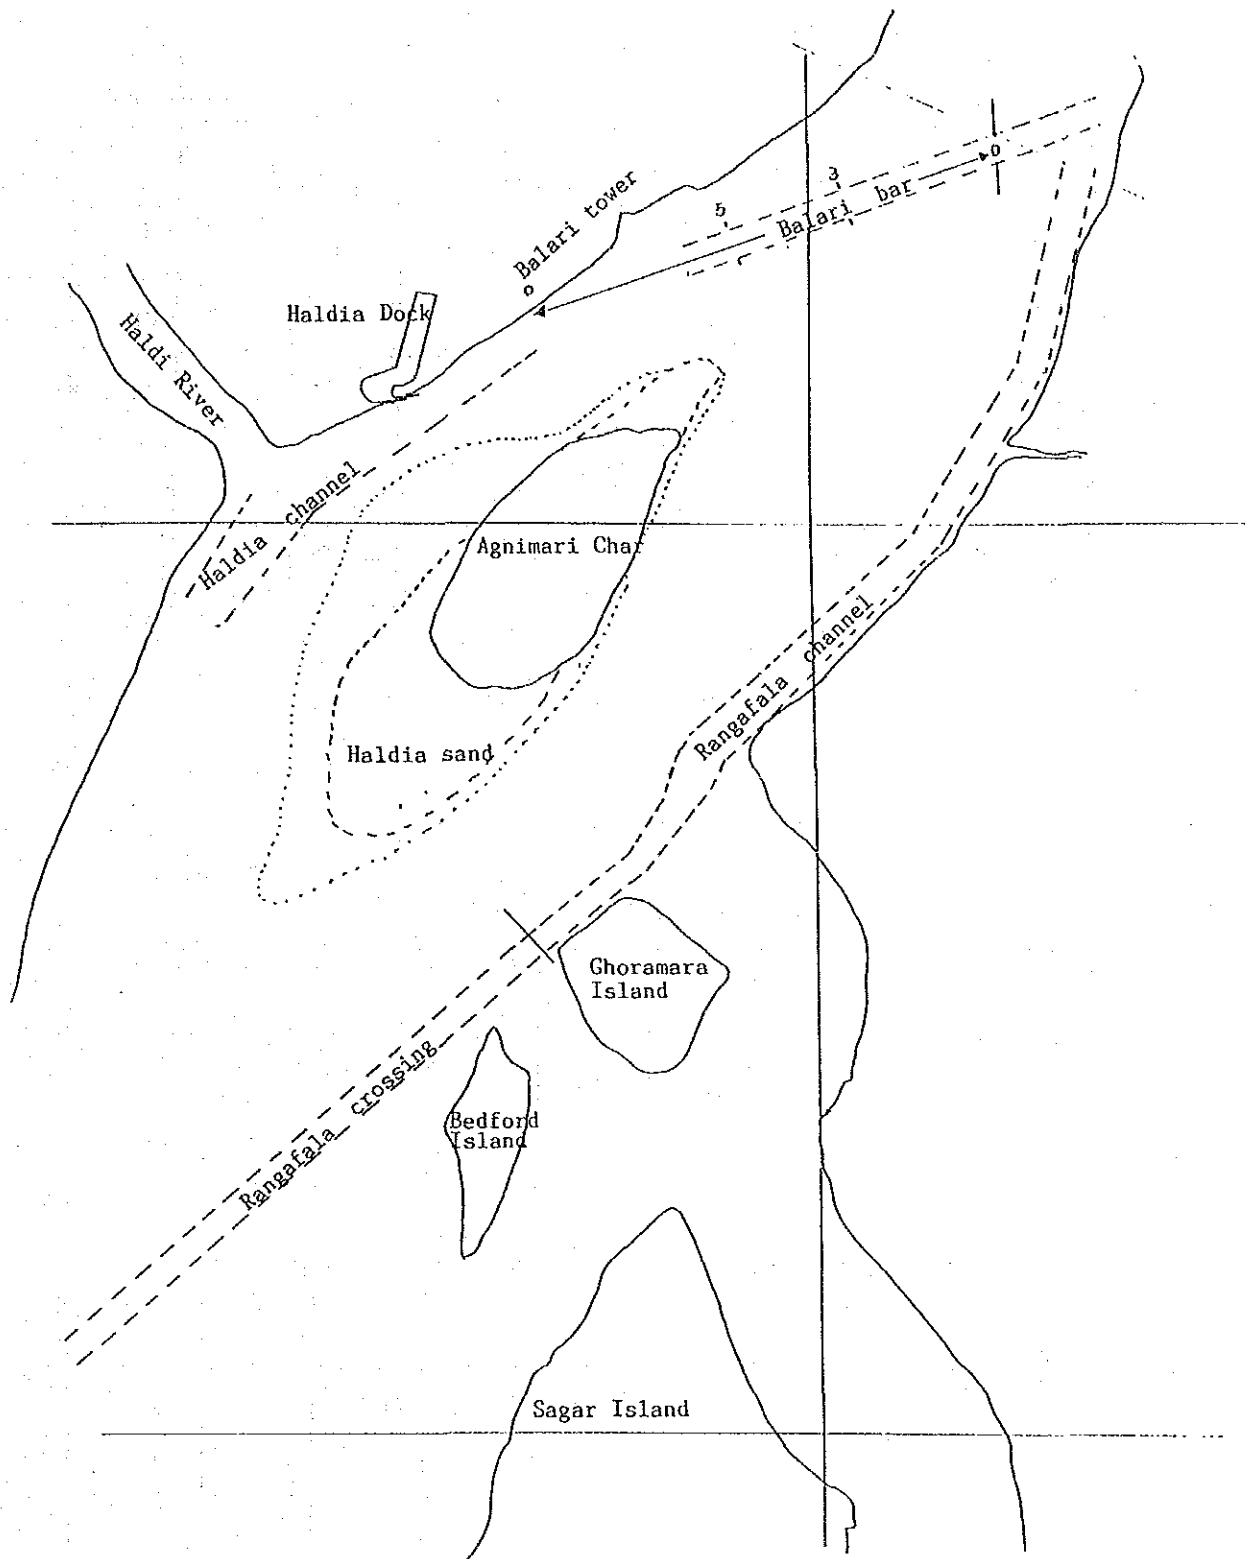 3
5
Balari bar
o
Balari tower
o
Haldia Dock
Haldi River
Haldia channel
Agnimari Char
Rangafala channel
Haldia sand
Ghoramara
Island
Rangafala crossing
Bedford
Island
Sagar Island